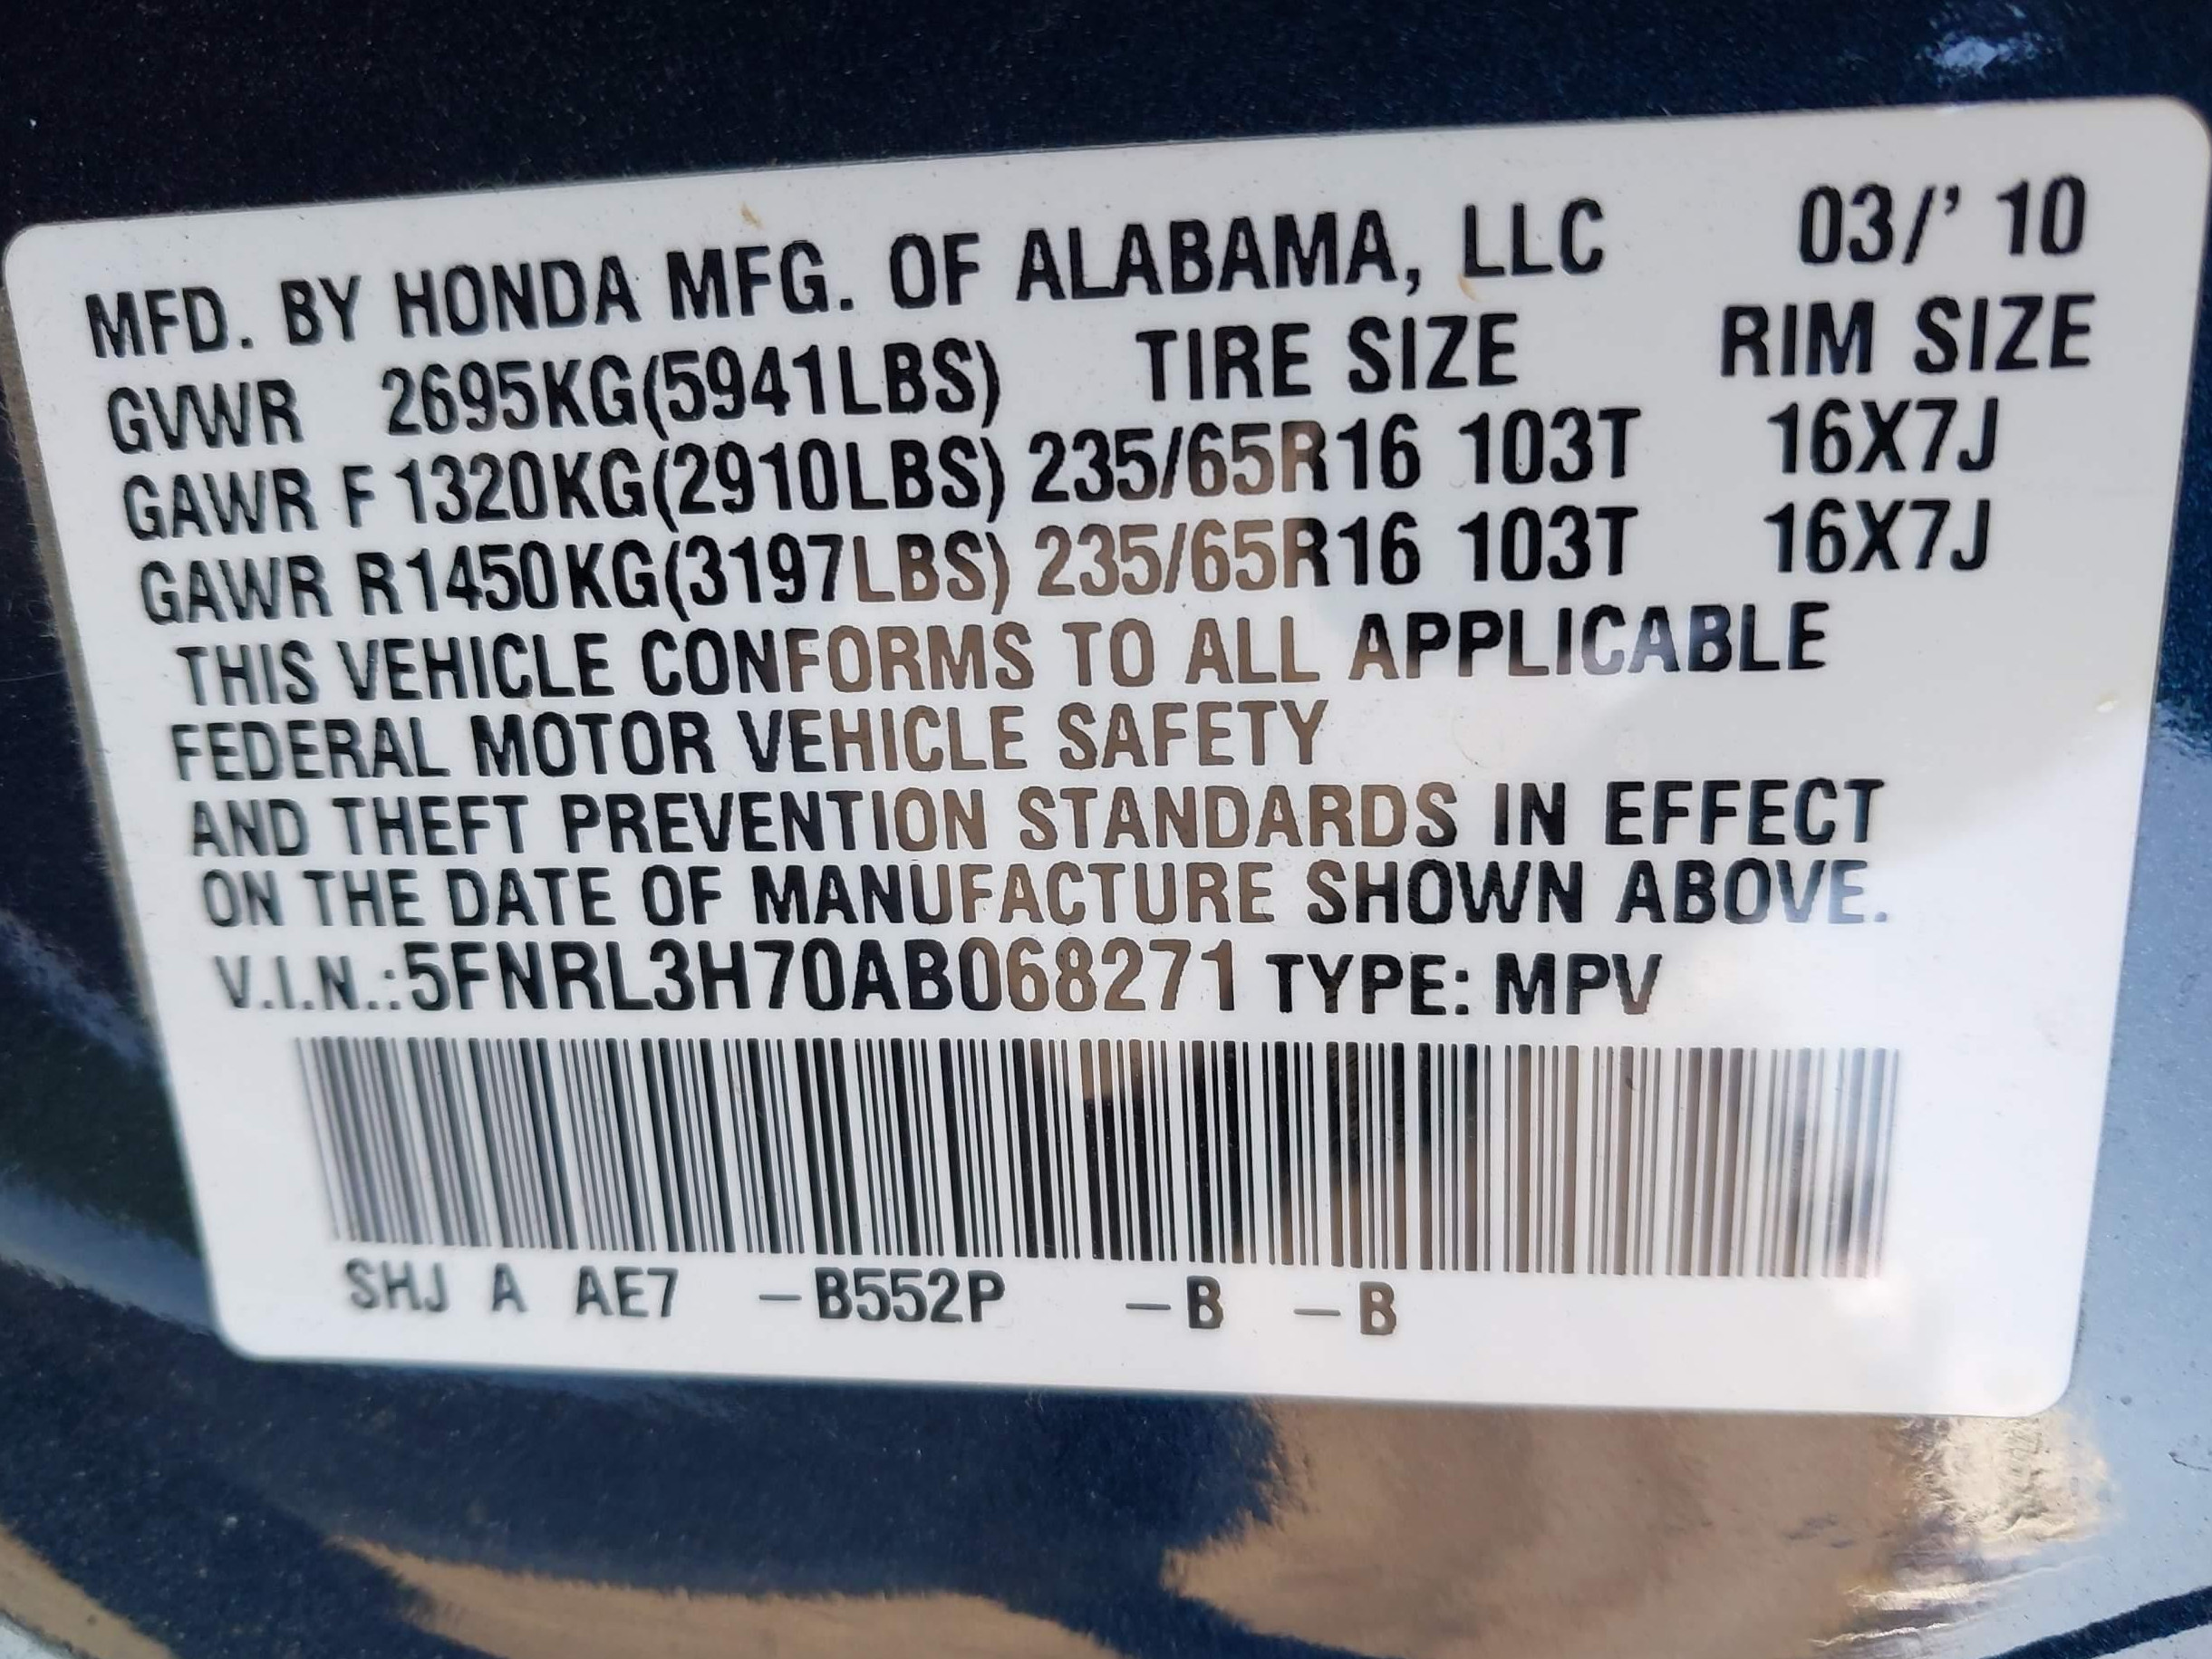 MFD. BY HONDA MFG. OF ALABAMA, LLC 03/' 10
GVWR 2695KG(5941LBS) TIRE SIZE RIM SIZE
GAWR F 1320KG(2910LBS) 235/65R16 103T 16X7J
GAWR R1450KG(3197LBS) 235/65R16 103T 16X7J
THIS VEHICLE CONFORMS TO ALL APPLICABLE
FEDERAL MOTOR VEHICLE SAFETY
AND THEFT PREVENTION STANDARDS IN EFFECT
ON THE DATE OF MANUFACTURE SHOWN ABOVE.
V.I.N.:5FNRL3H70AB068271 TYPE: MPV
SHJ A AE7 –B552P –B –B